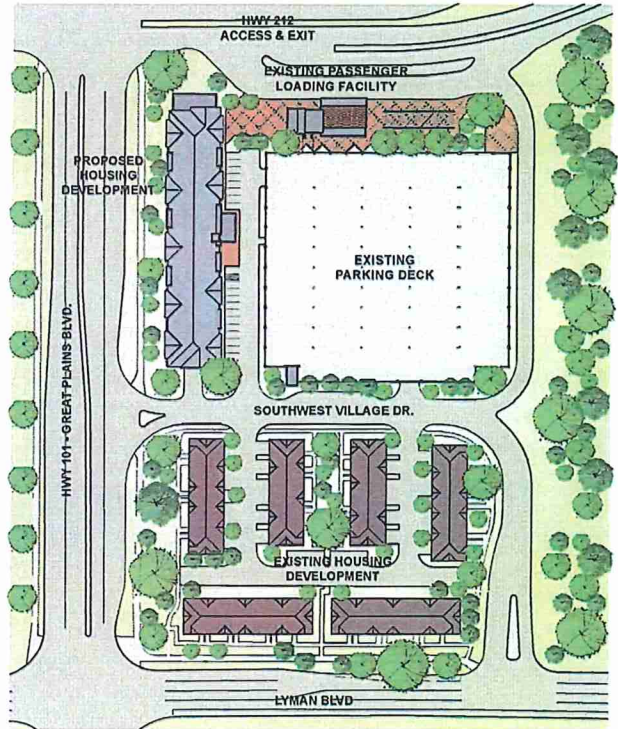 HWY 212
ACCESS & EXIT
EXISTING PASSENGER
LOADING FACILITY
PROPOSED
HOUSING
DEVELOPMENT
EXISTING
PARKING DECK
HWY 101 - GREAT PLAINS BLVD.
SOUTHWEST VILLAGE DR.
EXISTING HOUSING
DEVELOPMENT
LYMAN BLVD